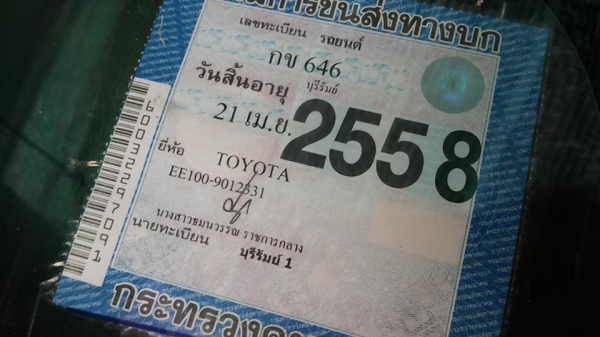 การขนส่งทางบก
เลขทะเบียน รถยนต์
กข 646
วันสิ้นอายุ บุรีรัมย์
21 เม.ย. 2558
ยี่ห้อ TOYOTA
EE100-9012331
นางสาวชมนวรรณ ราชการกลาง
นายทะเบียน บุรีรัมย์ 1
กระทรวงค